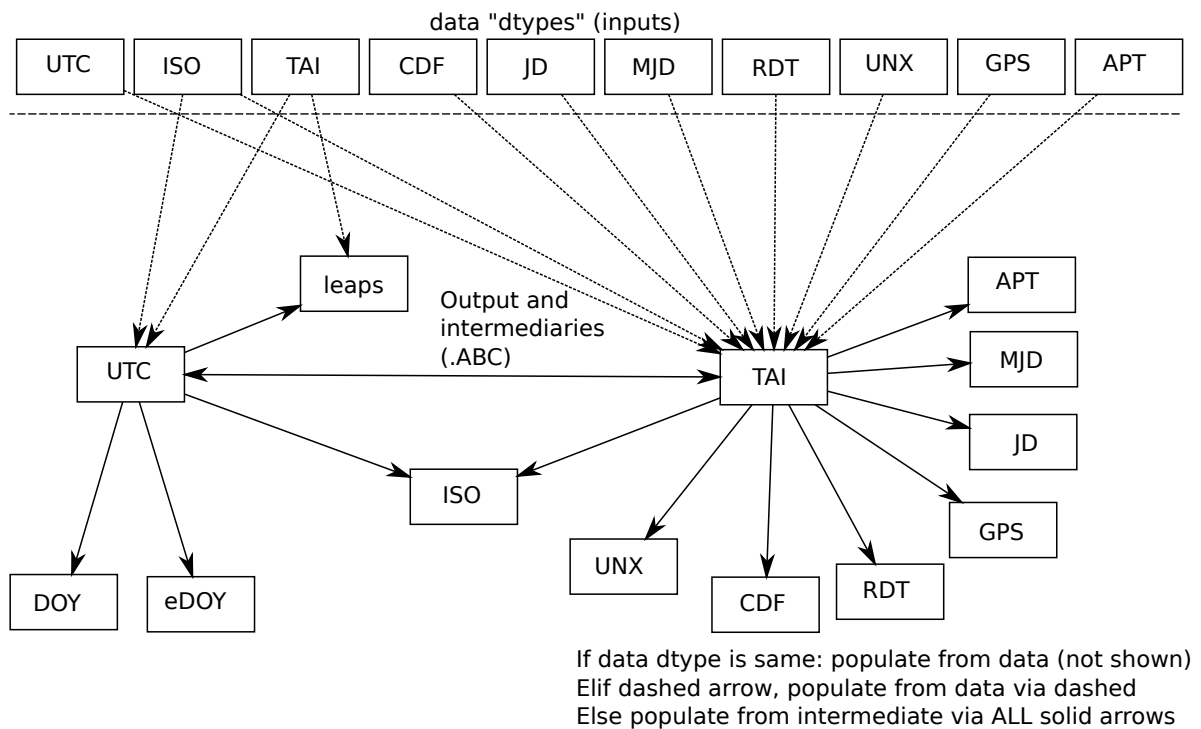 data "dtypes" (inputs)
UTC ISO TAI CDF JD MJD RDT UNX GPS APT
leaps
APT
Output and
intermediaries
(.ABC)
MJD
UTC
TAI
JD
ISO
GPS
UNX
RDT
DOY
eDOY
CDF
If data dtype is same: populate from data (not shown)
Elif dashed arrow, populate from data via dashed
Else populate from intermediate via ALL solid arrows